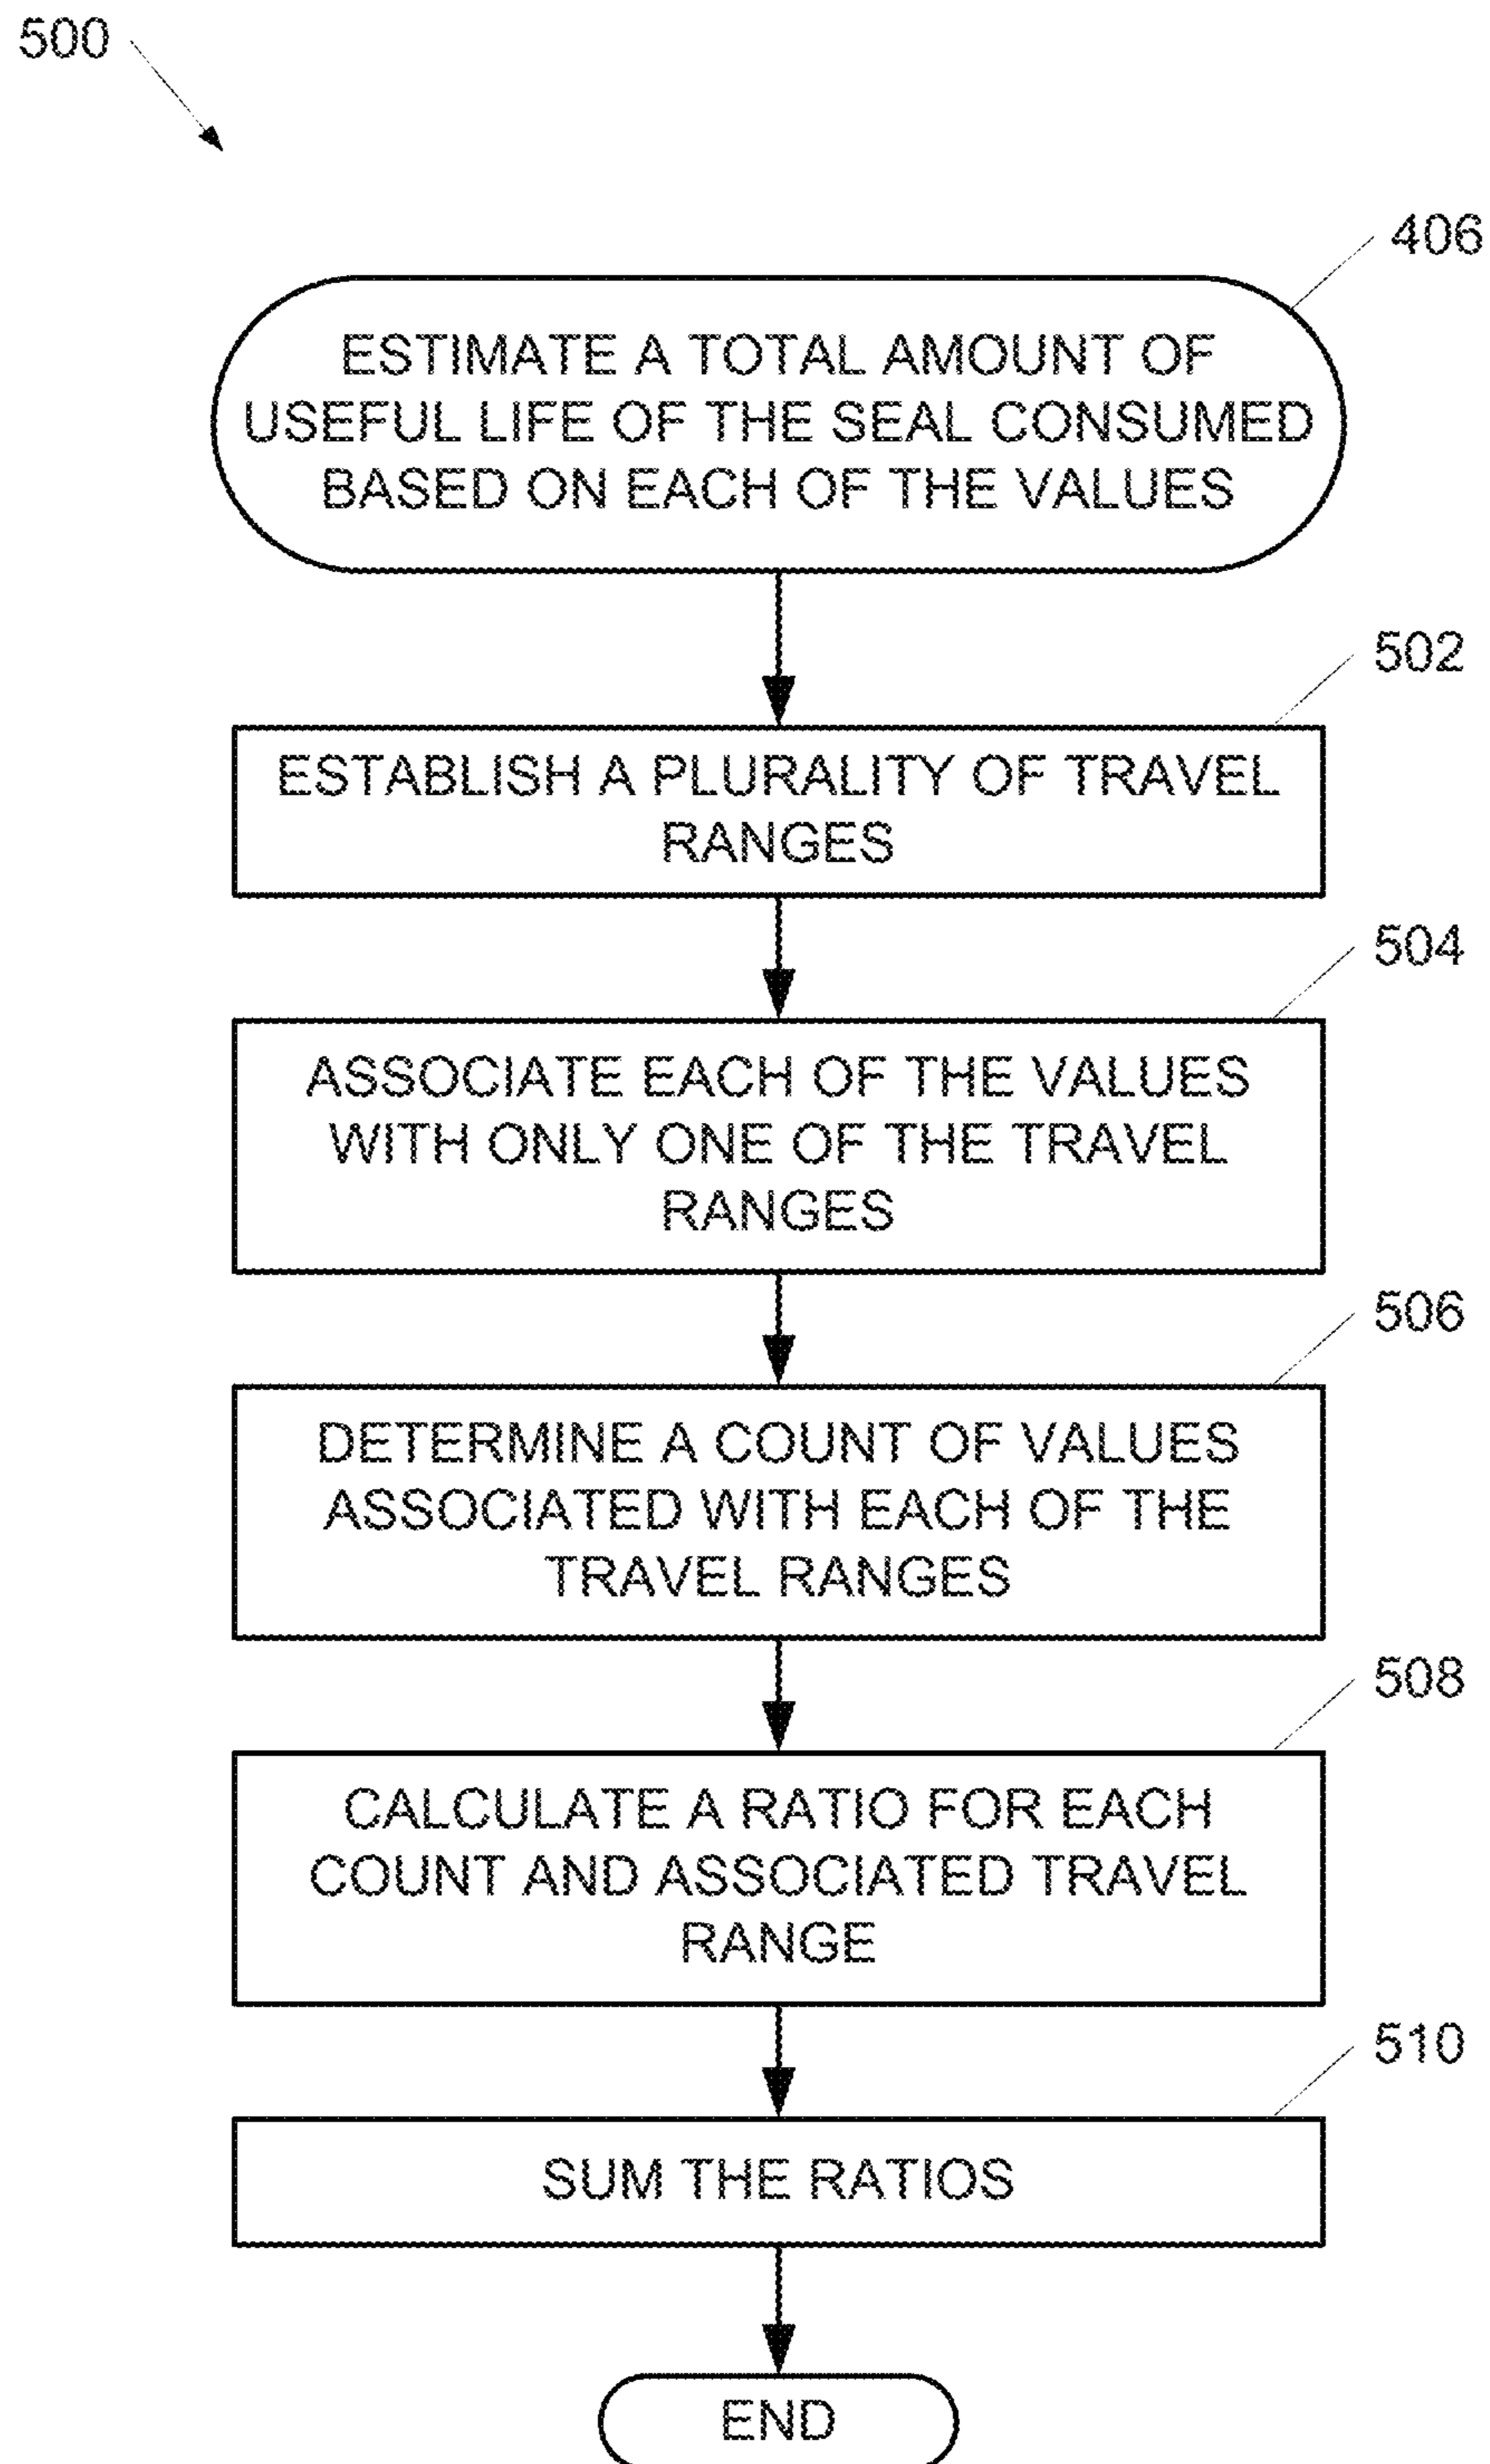 500
406
ESTIMATE A TOTAL AMOUNT OF
USEFUL LIFE OF THE SEAL CONSUMED
BASED ON EACH OF THE VALUES
502
ESTABLISH A PLURALITY OF TRAVEL
RANGES
504
ASSOCIATE EACH OF THE VALUES
WITH ONLY ONE OF THE TRAVEL
RANGES
506
DETERMINE A COUNT OF VALUES
ASSOCIATED WITH EACH OF THE
TRAVEL RANGES
508
CALCULATE A RATIO FOR EACH
COUNT AND ASSOCIATED TRAVEL
RANGE
510
SUM THE RATIOS
END